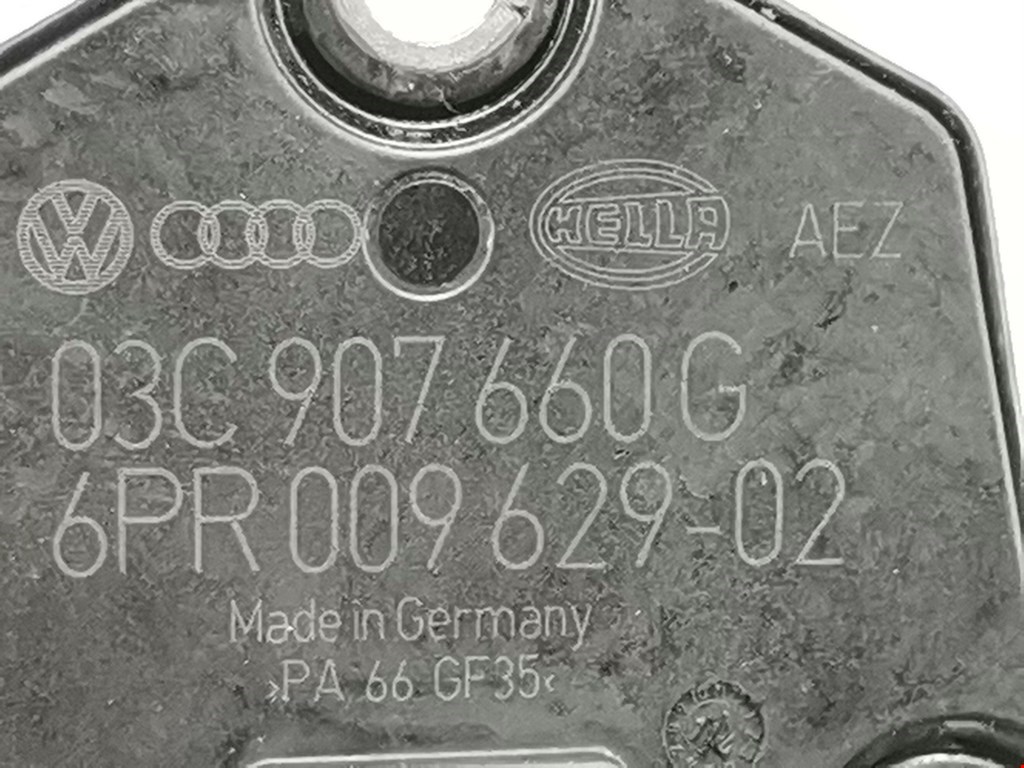 HELLA AEZ
03C 907 660 G
6PR 009 629-02
Made in Germany
>PA 66 GF35<